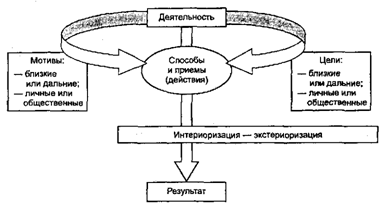 Деятельность
Мотивы:
— близкие
или дальние;
— личные или
общественные
Способы
и приемы
(действия)
Цели:
— близкие
или дальние;
— личные или
общественные
Интериоризация — экстериоризация
Результат